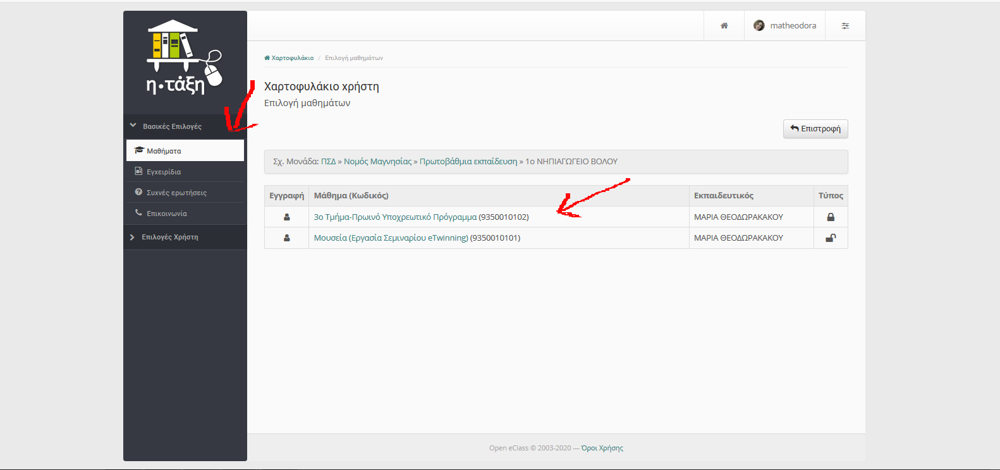 η·τάξη
matheodora
Χαρτοφυλάκιο / Επιλογή μαθημάτων
Χαρτοφυλάκιο χρήστη
Επιλογή μαθημάτων
Βασικές Επιλογές
Μαθήματα
Εγχειρίδια
Συχνές ερωτήσεις
Επικοινωνία
Επιλογές Χρήστη
Επιστροφή
Σχ. Μονάδα: ΠΣΔ » Νομός Μαγνησίας » Πρωτοβάθμια εκπαίδευση » 1ο ΝΗΠΙΑΓΩΓΕΙΟ ΒΟΛΟΥ
Εγγραφή Μάθημα (Κωδικός) Εκπαιδευτικός Τύπος
3ο Τμήμα-Πρωινό Υποχρεωτικό Πρόγραμμα (9350010102) ΜΑΡΙΑ ΘΕΟΔΩΡΑΚΑΚΟΥ
Μουσεία (Εργασία Σεμιναρίου eTwinning) (9350010101) ΜΑΡΙΑ ΘΕΟΔΩΡΑΚΑΚΟΥ
Open eClass © 2003-2020 — Όροι Χρήσης